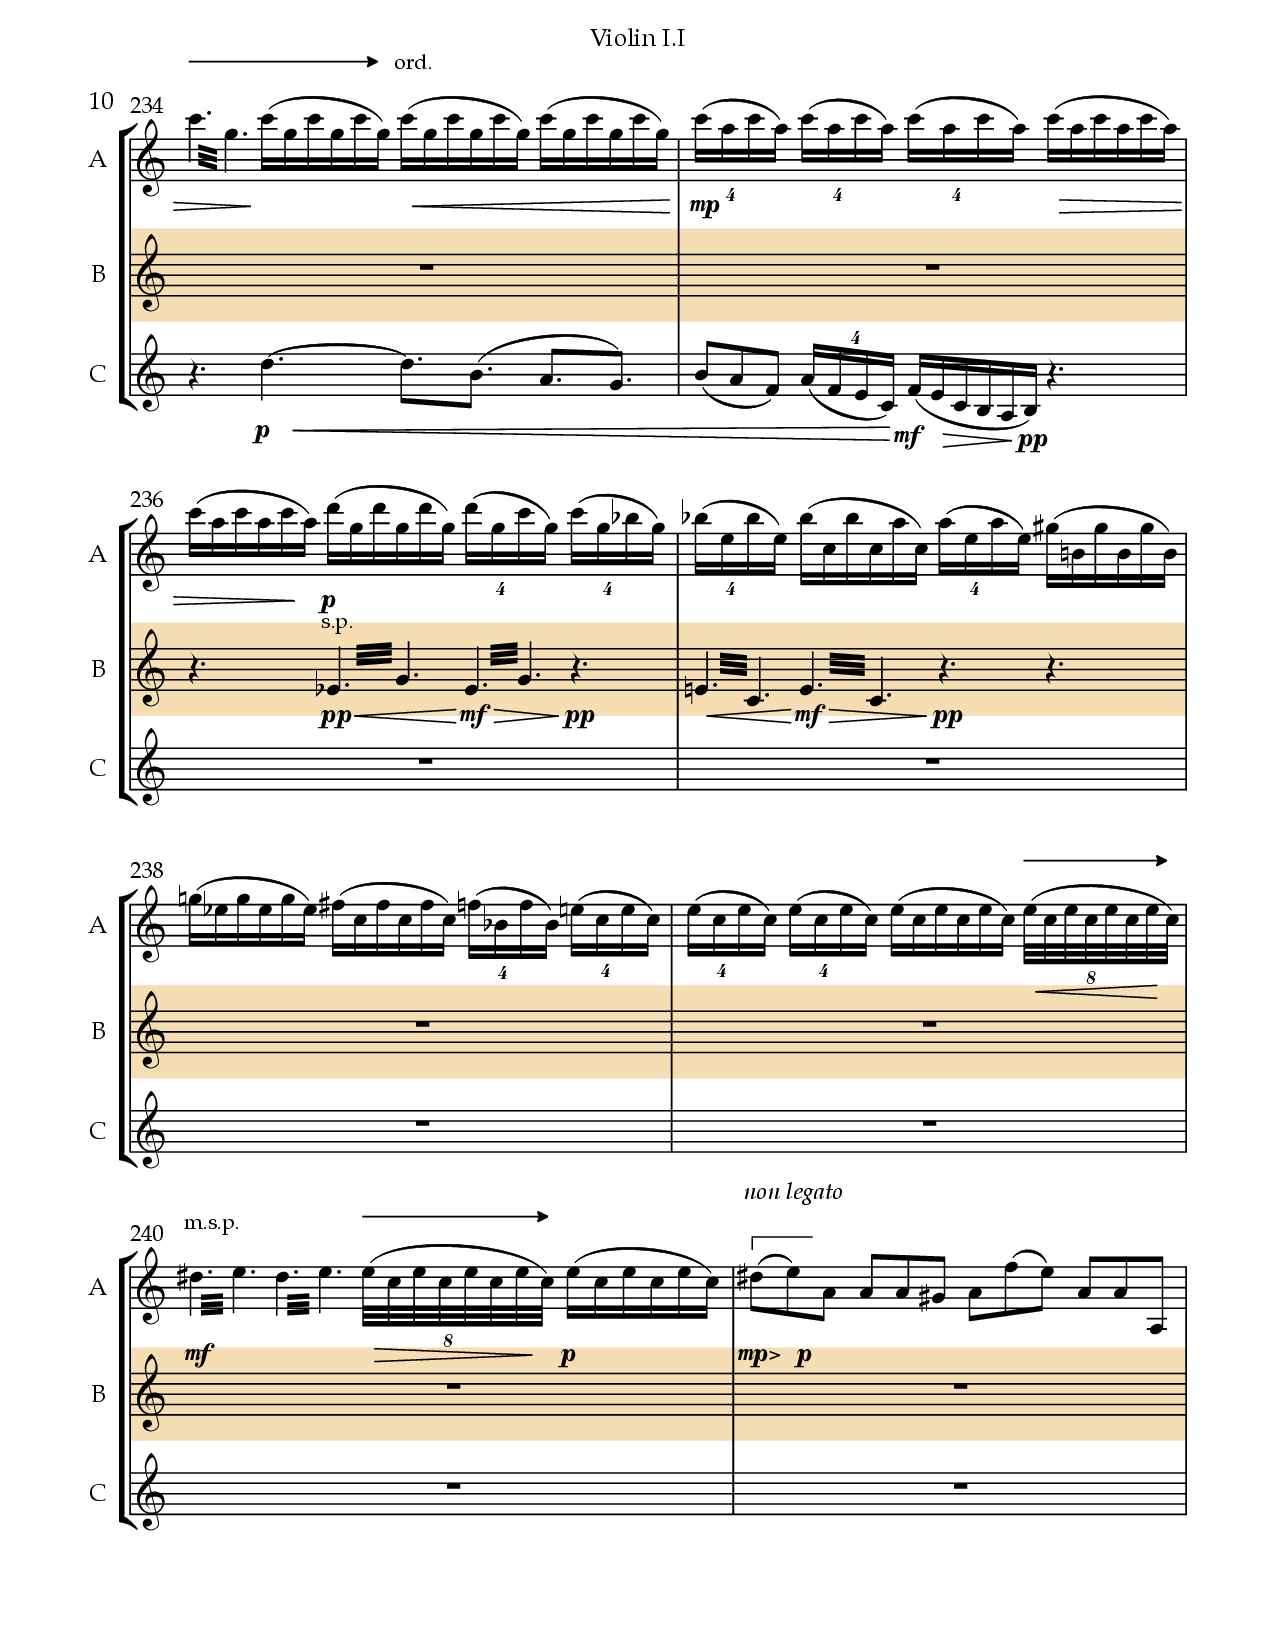 Violin I.I
ord.
10
234
A
4 4 4
mp
B
C
4
p mf pp
236
A
4 4 4 4
p
s.p.
B
pp mf pp mf pp
C
238
A
4 4 4 4 8
B
C
non legato
240
m.s.p.
A
8
mf p mp p
B
C